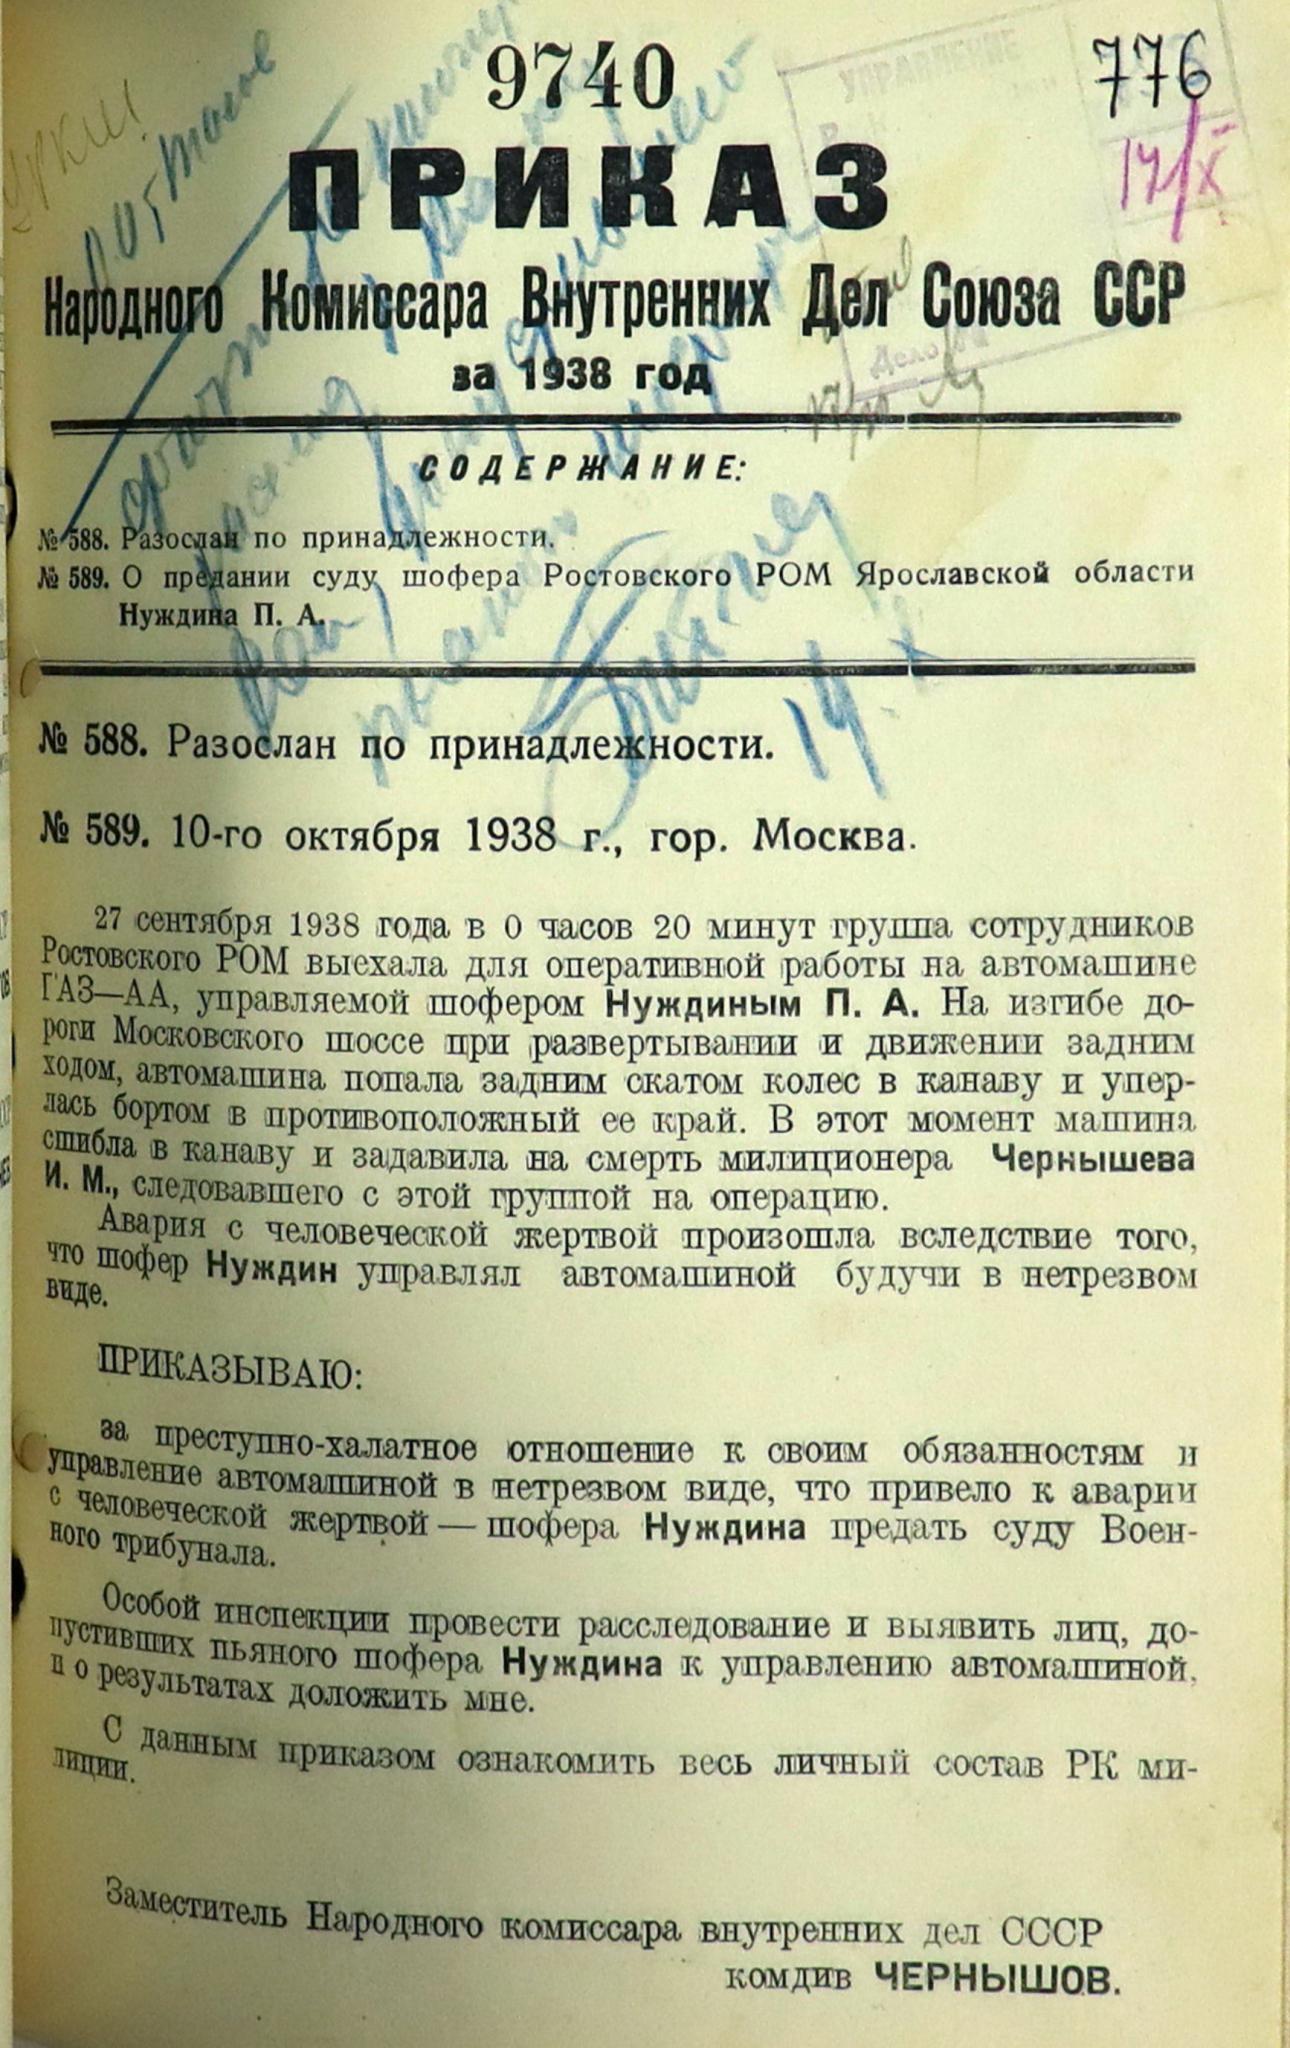 9740
776
17/X
УПРАВЛЕНИЕ
ПРИКАЗ
Народного Комиссара Внутренних Дел Союза ССР
за 1938 год
СОДЕРЖАНИЕ:
№ 588. Разослан по принадлежности.
№ 589. О предании суду шофера Ростовского РОМ Ярославской области
Нуждина П. А.
№ 588. Разослан по принадлежности.
№ 589. 10-го октября 1938 г., гор. Москва.
27 сентября 1938 года в 0 часов 20 минут группа сотрудников
Ростовского РОМ выехала для оперативной работы на автомашине
ГАЗ—АА, управляемой шофером Нуждиным П. А. На изгибе до-
роги Московского шоссе при развертывании и движении задним
ходом, автомашина попала задним скатом колес в канаву и упер-
лась бортом в противоположный ее край. В этот момент машина
сшибла в канаву и задавила на смерть милиционера Чернышева
И. М., следовавшего с этой группой на операцию.
Авария с человеческой жертвой произошла вследствие того,
что шофер Нуждин управлял автомашиной будучи в нетрезвом
виде.
ПРИКАЗЫВАЮ:
за преступно-халатное отношение к своим обязанностям и
управление автомашиной в нетрезвом виде, что привело к аварии
с человеческой жертвой — шофера Нуждина предать суду Воен-
ного трибунала.
Особой инспекции провести расследование и выявить лиц, до-
пустивших пьяного шофера Нуждина к управлению автомашиной,
и о результатах доложить мне.
С данным приказом ознакомить весь личный состав РК ми-
лиции.
Заместитель Народного комиссара внутренних дел СССР
комдив ЧЕРНЫШОВ.